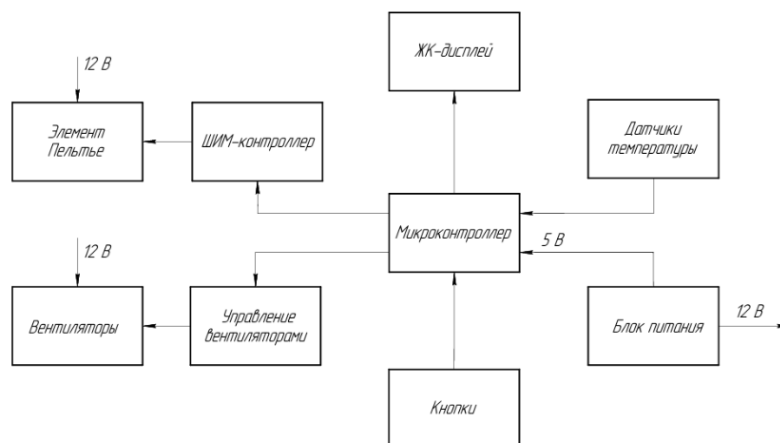 ЖК-дисплей
12 В
Элемент
Пельтье
ШИМ-контроллер
Датчики
температуры
Микроконтроллер
5 В
12 В
Вентиляторы
Управление
вентиляторами
Блок питания
12 В
Кнопки